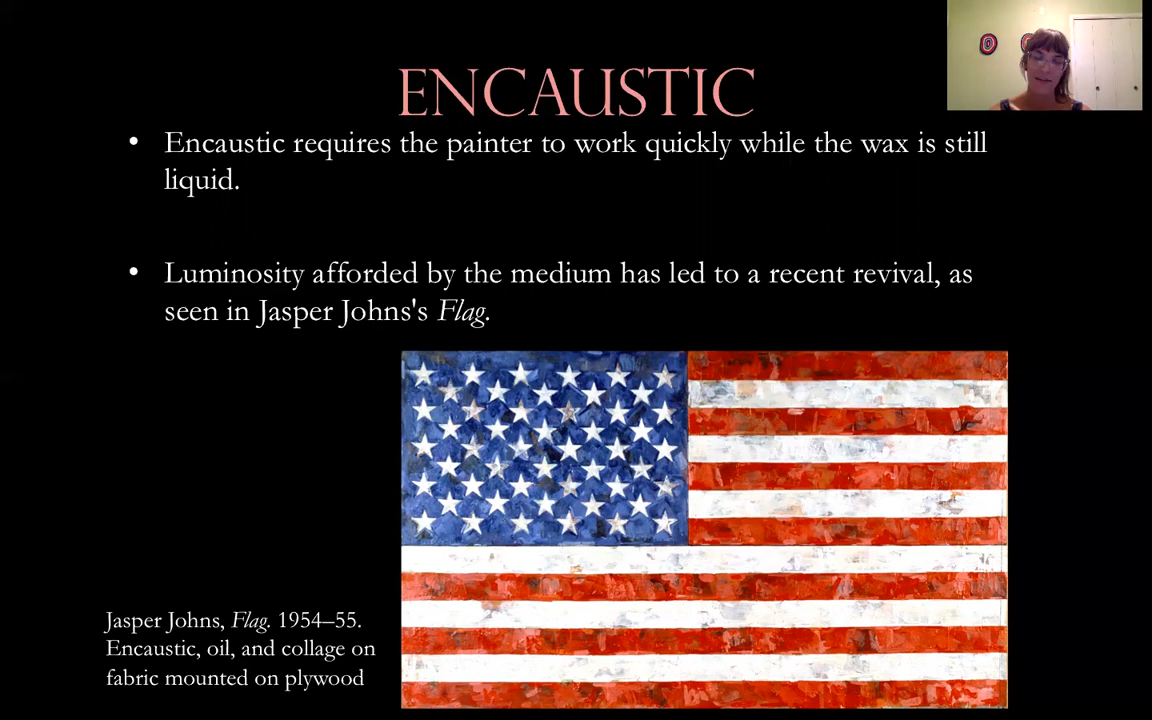 ENCAUSTIC
• Encaustic requires the painter to work quickly while the wax is still
liquid.
• Luminosity afforded by the medium has led to a recent revival, as
seen in Jasper Johns's Flag.
Jasper Johns, Flag. 1954–55.
Encaustic, oil, and collage on
fabric mounted on plywood